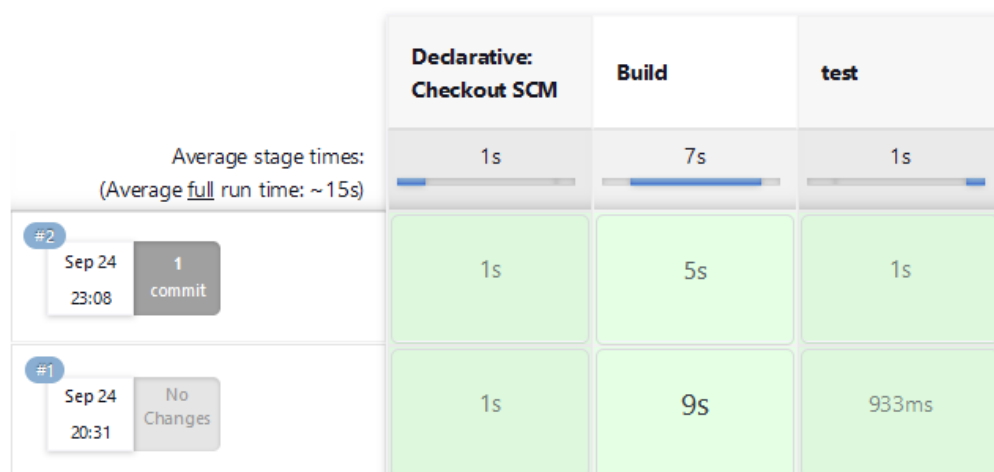 Declarative:
Checkout SCM
Build
test
Average stage times:
(Average full run time: ~15s)
1s
7s
1s
#2
Sep 24
23:08
1
commit
1s
5s
1s
#1
Sep 24
20:31
No
Changes
1s
9s
933ms